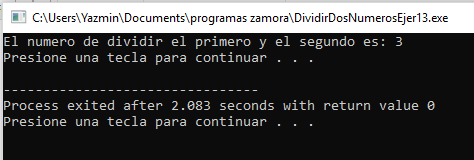 C:\Users\Yazmin\Documents\programas zamora\DividirDosNumerosEjer13.exe
El numero de dividir el primero y el segundo es: 3
Presione una tecla para continuar . . .
--------------------------------
Process exited after 2.083 seconds with return value 0
Presione una tecla para continuar . . .